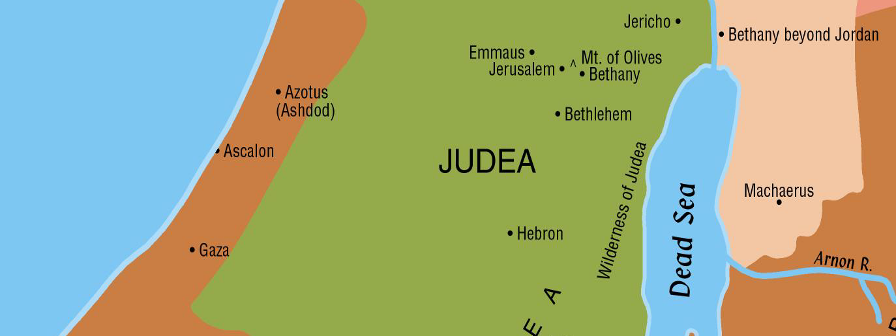 Jericho
Bethany beyond Jordan
Emmaus
Mt. of Olives
Jerusalem
^
Bethany
Azotus
(Ashdod)
Bethlehem
Ascalon
JUDEA
Wilderness of Judea
Dead Sea
Machaerus
Hebron
Gaza
Arnon R.
E A